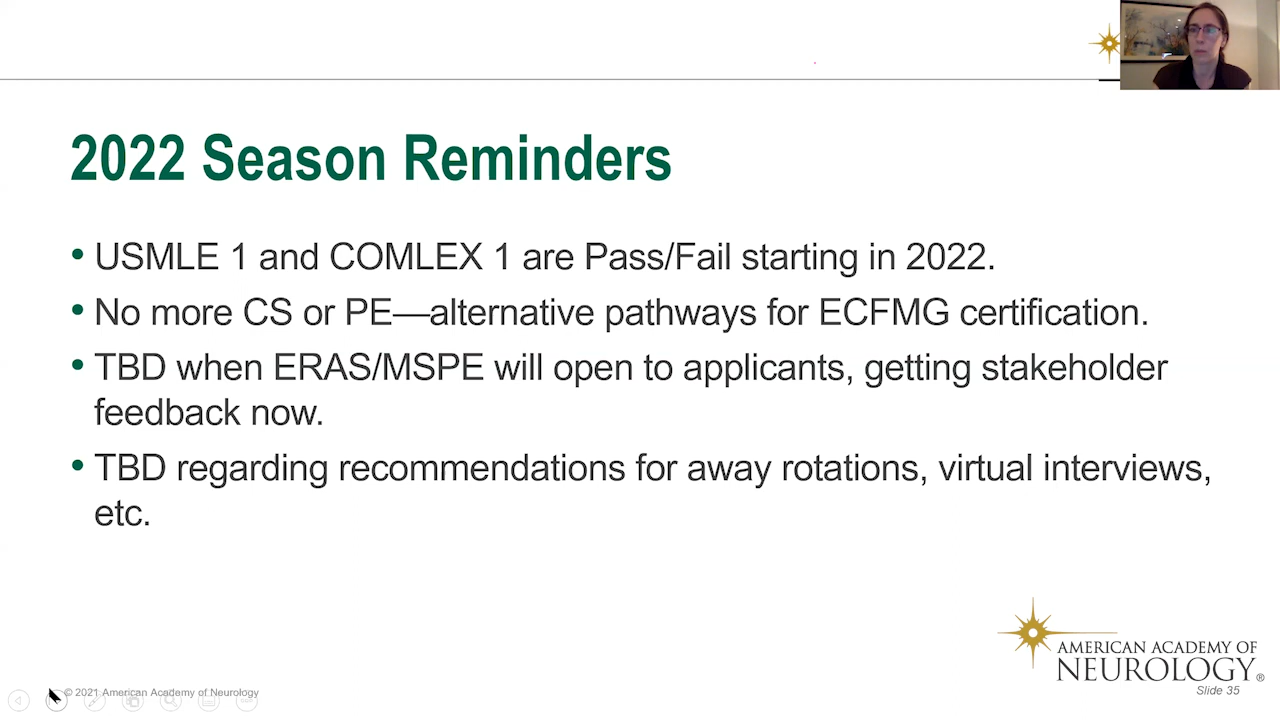 2022 Season Reminders
• USMLE 1 and COMLEX 1 are Pass/Fail starting in 2022.
• No more CS or PE—alternative pathways for ECFMG certification.
• TBD when ERAS/MSPE will open to applicants, getting stakeholder
feedback now.
• TBD regarding recommendations for away rotations, virtual interviews,
etc.
AMERICAN ACADEMY OF
NEUROLOGY®
Slide 35
© 2021 American Academy of Neurology